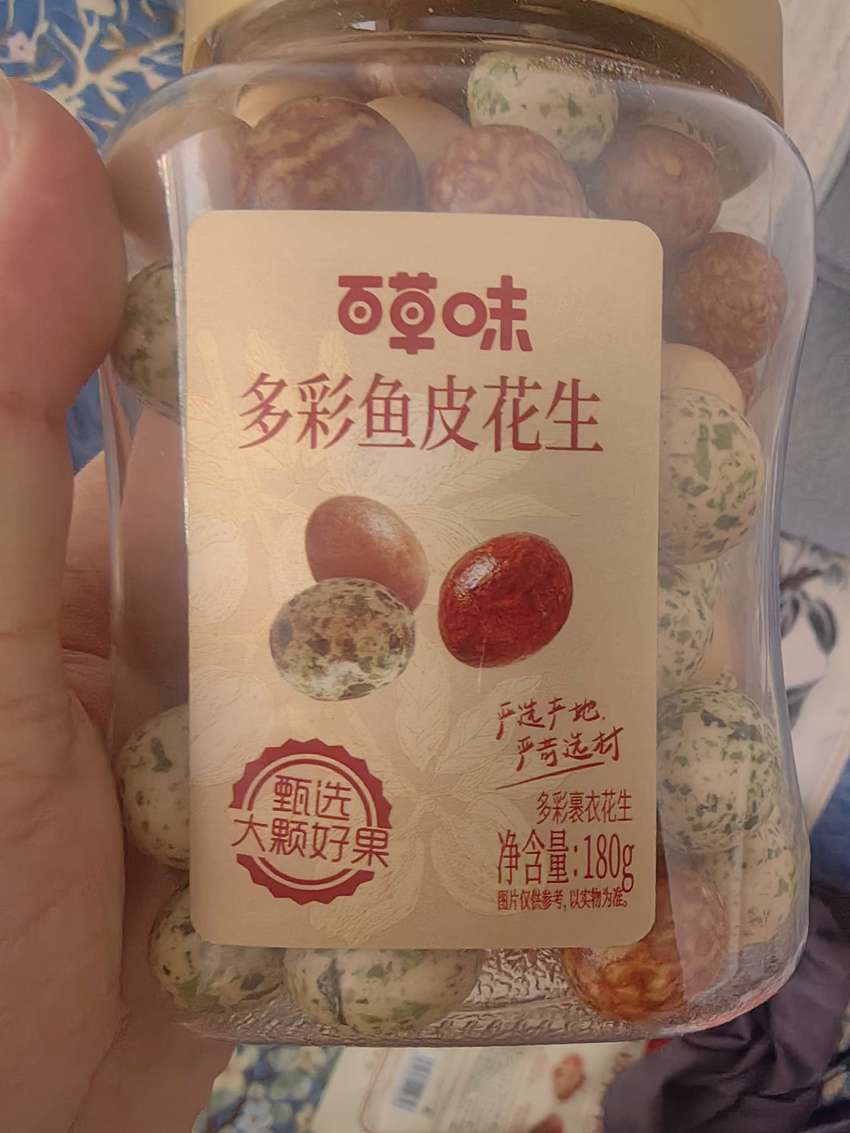 百草味
多彩鱼皮花生
严选产地,
严苛选材
甄选
大颗好果
多彩裹衣花生
净含量:180g
图片仅供参考,以实物为准。